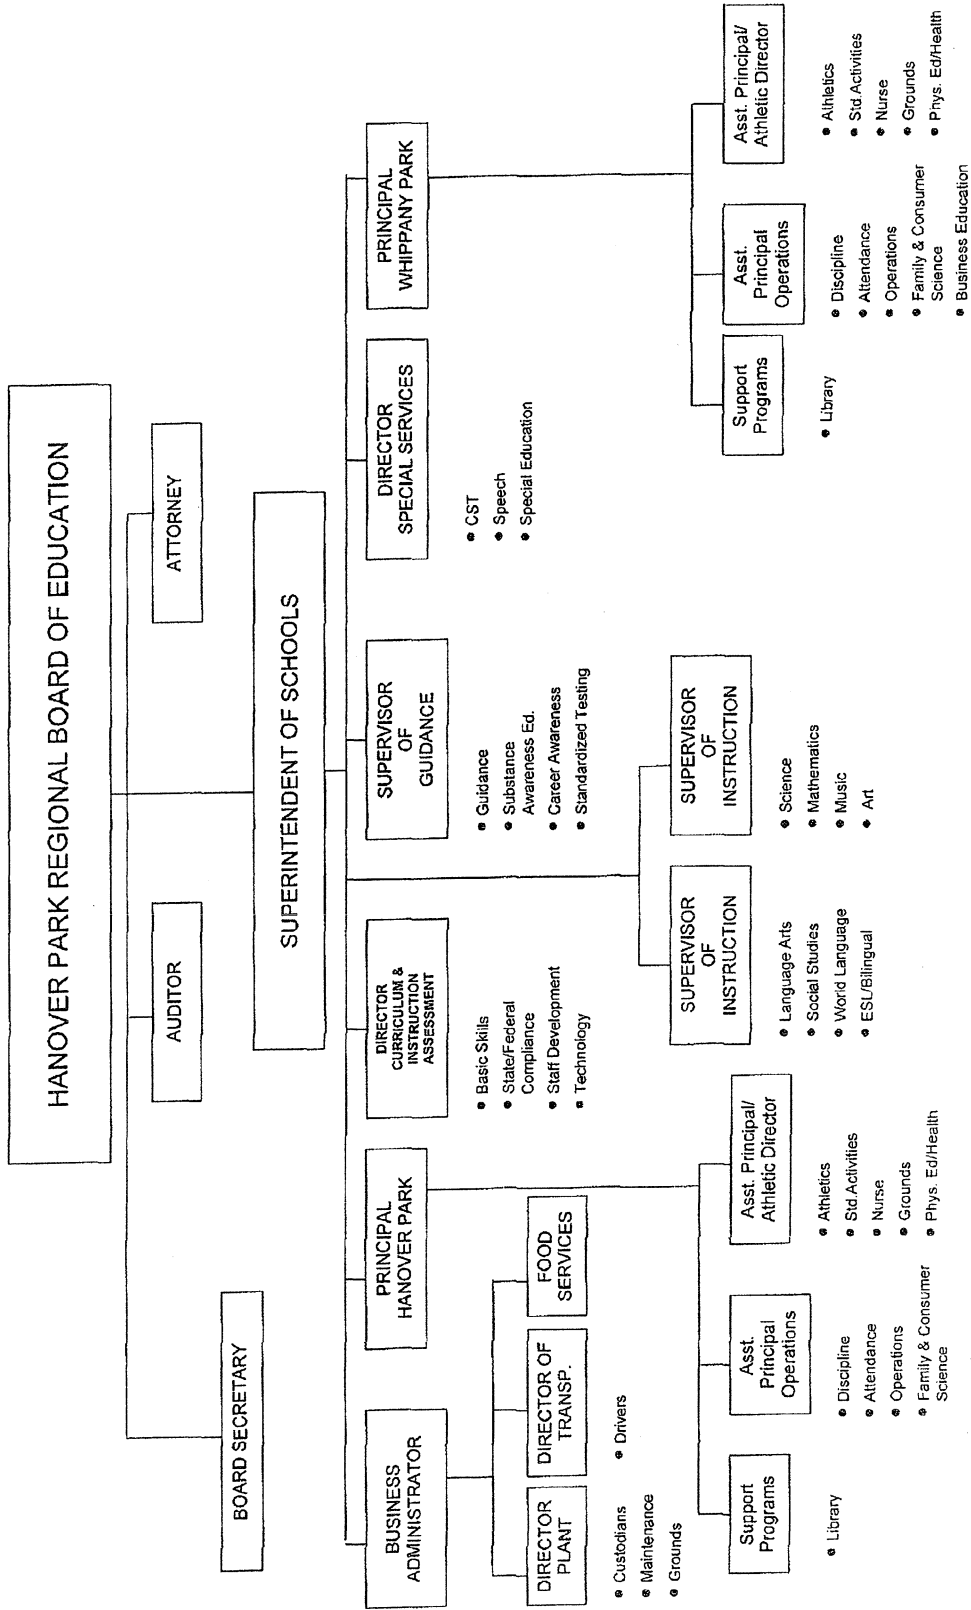 HANOVER PARK REGIONAL BOARD OF EDUCATION
BOARD SECRETARY
AUDITOR
ATTORNEY
SUPERINTENDENT OF SCHOOLS
BUSINESS
ADMINISTRATOR
DIRECTOR
PLANT
• Custodians
• Maintenance
• Grounds
DIRECTOR OF
TRANSP.
• Drivers
FOOD
SERVICES
PRINCIPAL
HANOVER PARK
Support
Programs
• Library
Asst.
Principal
Operations
• Discipline
• Attendance
• Operations
• Family & Consumer
Science
Asst. Principal/
Athletic Director
• Athletics
• Std.Activities
• Nurse
• Grounds
• Phys. Ed/Health
DIRECTOR
CURRICULUM &
INSTRUCTION
ASSESSMENT
• Basic Skills
• State/Federal
Compliance
• Staff Development
• Technology
SUPERVISOR
OF
INSTRUCTION
• Language Arts
• Social Studies
• World Language
• ESL/Bilingual
SUPERVISOR
OF
INSTRUCTION
• Science
• Mathematics
• Music
• Art
SUPERVISOR
OF
GUIDANCE
• Guidance
• Substance
Awareness Ed.
• Career Awareness
• Standardized Testing
DIRECTOR
SPECIAL SERVICES
• CST
• Speech
• Special Education
PRINCIPAL
WHIPPANY PARK
Support
Programs
• Library
Asst.
Principal
Operations
• Discipline
• Attendance
• Operations
• Family & Consumer
Science
• Business Education
Asst. Principal/
Athletic Director
• Athletics
• Std.Activities
• Nurse
• Grounds
• Phys. Ed/Health